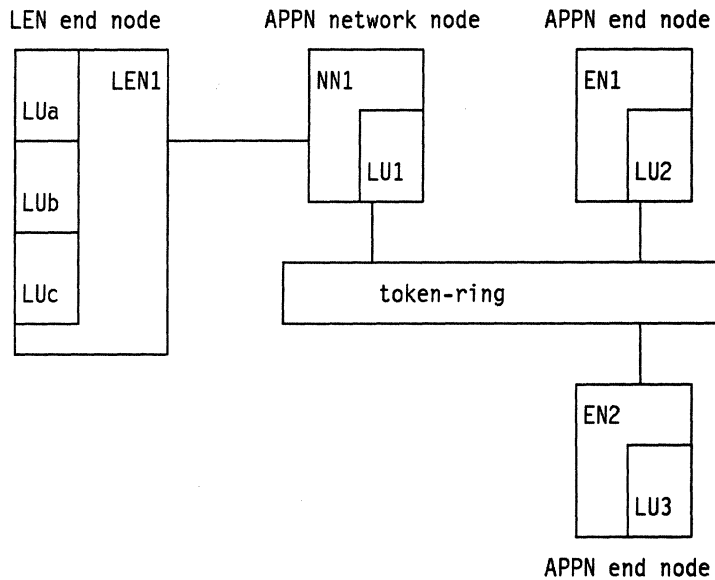 LEN end node
APPN network node
APPN end node
LEN1
NN1
EN1
LUa
LU1
LU2
LUb
LUc
token-ring
EN2
LU3
APPN end node